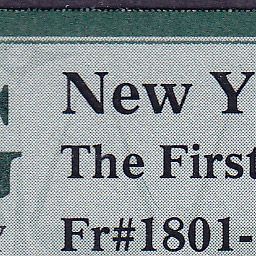 New Y
The First
Fr#1801-